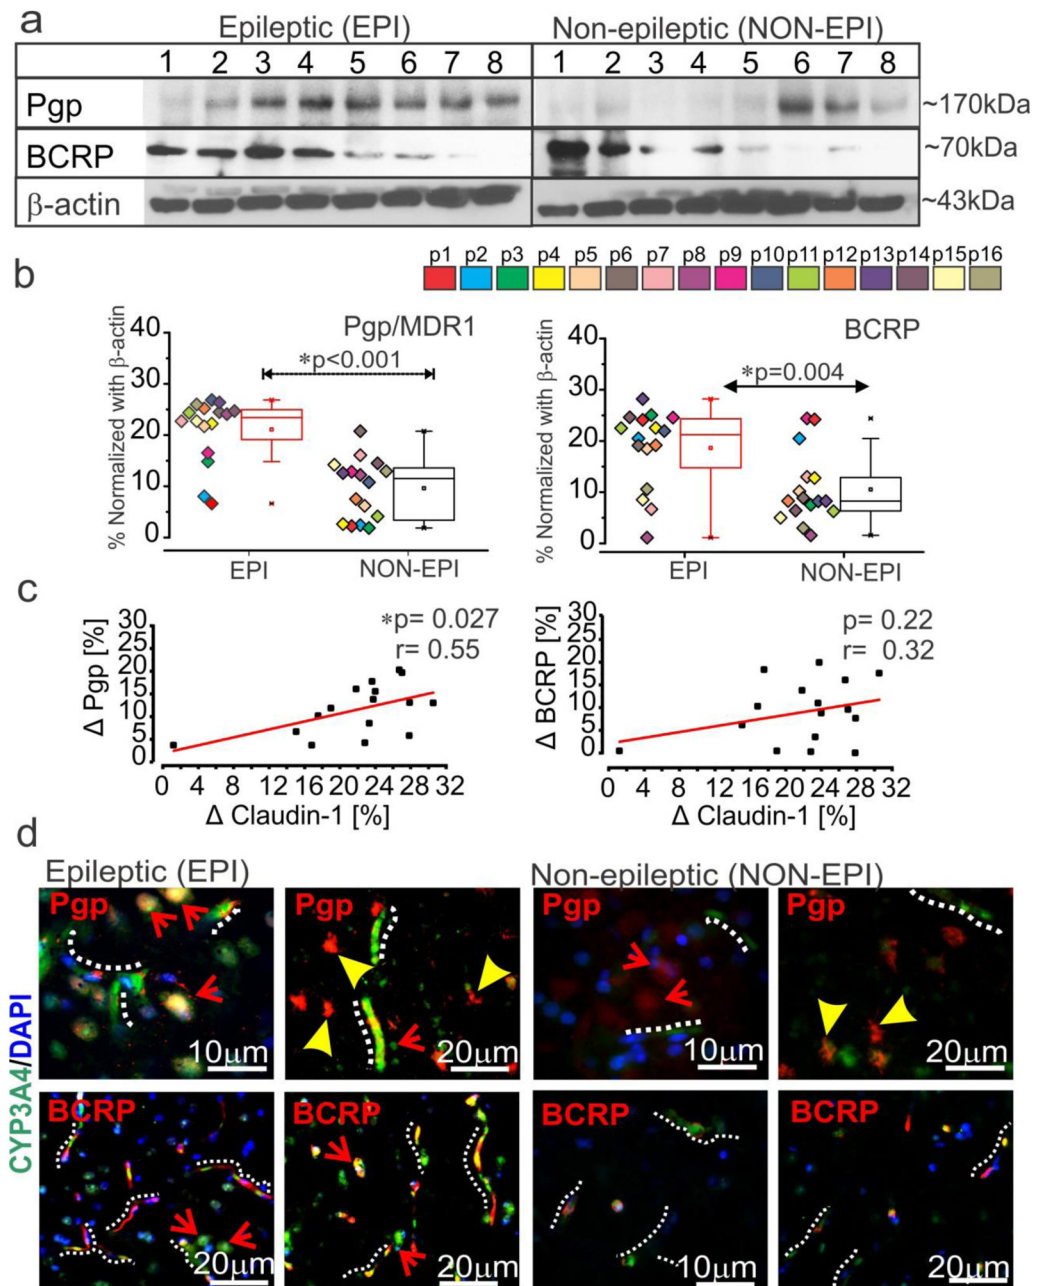 a
Epileptic (EPI) Non-epileptic (NON-EPI)
1 2 3 4 5 6 7 8 1 2 3 4 5 6 7 8
Pgp ~170kDa
BCRP ~70kDa
β-actin ~43kDa
p1 p2 p3 p4 p5 p6 p7 p8 p9 p10 p11 p12 p13 p14 p15 p16
b
% Normalized with β-actin
40
30
20
10
0
Pgp/MDR1
*p<0.001
EPI NON-EPI
% Normalized with β-actin
40
30
20
10
0
BCRP
*p=0.004
EPI NON-EPI
c
Δ Pgp [%]
30
25
20
15
10
5
0
*p= 0.027
r= 0.55
0 4 8 12 16 20 24 28 32
Δ Claudin-1 [%]
Δ BCRP [%]
30
25
20
15
10
5
0
p= 0.22
r= 0.32
0 4 8 12 16 20 24 28 32
Δ Claudin-1 [%]
d
Epileptic (EPI) Non-epileptic (NON-EPI)
CYP3A4/DAPI
Pgp Pgp Pgp Pgp
10μm 20μm 10μm 20μm
BCRP BCRP BCRP BCRP
20μm 20μm 10μm 20μm